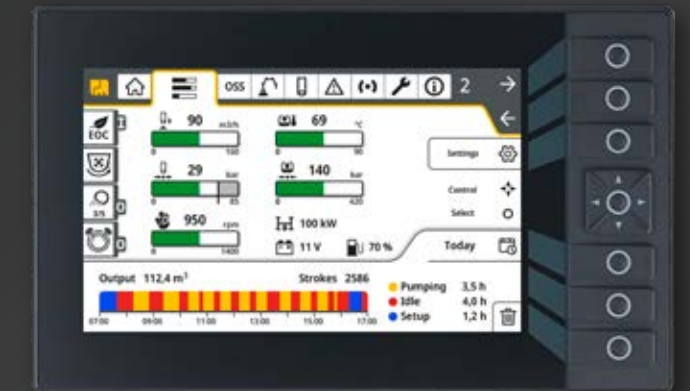 OSS 2
EOC
90 m3/h
0 160
69 °C
0 90
29 bar
0 85
140 bar
0 420
950 rpm
0 1400
100 kW
11 V 70 %
3/5
Settings
Control
Select
Today
Output 112,4 m³ Strokes 2586
07:00 09:00 11:00 13:00 15:00 17:00
Pumping 3,5 h
Idle 4,0 h
Setup 1,2 h